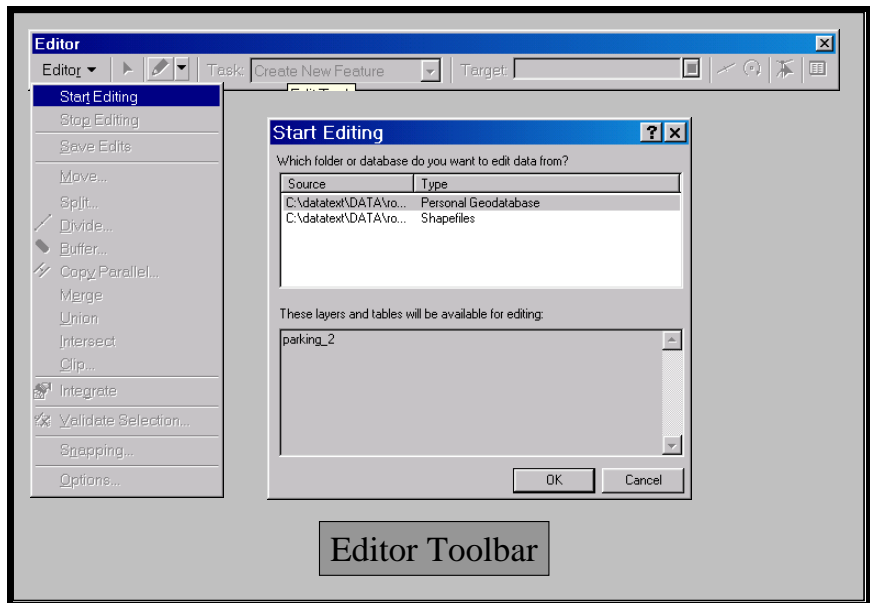 Editor
Editor Task: Create New Feature Target:
Start Editing
Stop Editing
Save Edits
Move...
Split...
Divide...
Buffer...
Copy Parallel...
Merge
Union
Intersect
Clip...
Integrate
Validate Selection...
Snapping...
Options...
Start Editing
Which folder or database do you want to edit data from?
Source Type
C:\datatext\DATA\ro... Personal Geodatabase
C:\datatext\DATA\ro... Shapefiles
These layers and tables will be available for editing:
parking_2
OK Cancel
Editor Toolbar